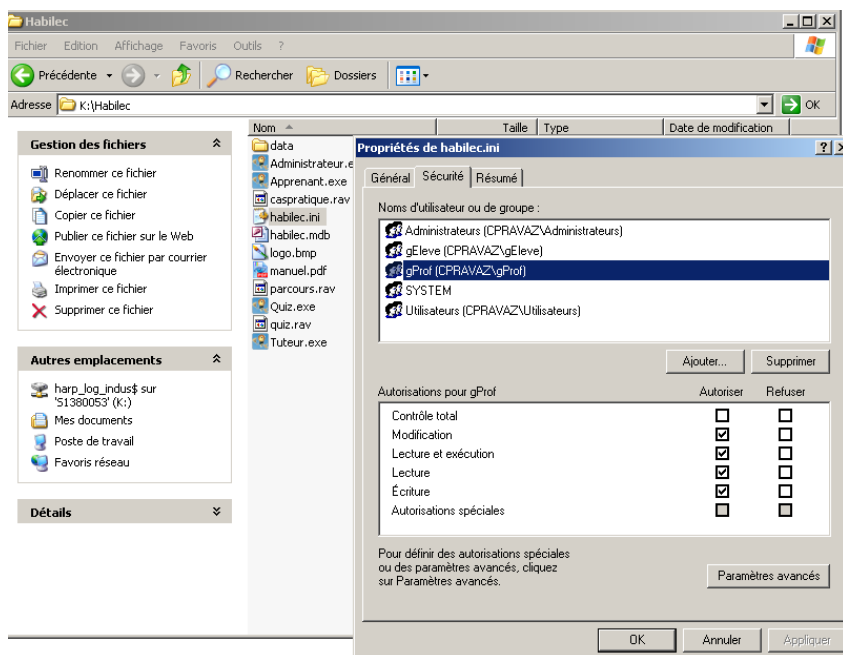 Habilec
Fichier Edition Affichage Favoris Outils ?
Précédente Rechercher Dossiers
Adresse K:\Habilec OK
Gestion des fichiers
Renommer ce fichier
Déplacer ce fichier
Copier ce fichier
Publier ce fichier sur le Web
Envoyer ce fichier par courrier
électronique
Imprimer ce fichier
Supprimer ce fichier
Autres emplacements
harp_log_indus$ sur
'S1380053' (K:)
Mes documents
Poste de travail
Favoris réseau
Détails
Nom Taille Type Date de modification
data
Administrateur.e
Apprenant.exe
caspratique.rav
habilec.ini
habilec.mdb
logo.bmp
manuel.pdf
parcours.rav
Quiz.exe
quiz.rav
Tuteur.exe
Propriétés de habilec.ini
Général Sécurité Résumé
Noms d'utilisateur ou de groupe :
Administrateurs (CPRAVAZ\Administrateurs)
gEleve (CPRAVAZ\gEleve)
gProf (CPRAVAZ\gProf)
SYSTEM
Utilisateurs (CPRAVAZ\Utilisateurs)
Ajouter... Supprimer
Autorisations pour gProf Autoriser Refuser
Contrôle total
Modification
Lecture et exécution
Lecture
Écriture
Autorisations spéciales
Pour définir des autorisations spéciales
ou des paramètres avancés, cliquez
sur Paramètres avancés.
Paramètres avancés
OK Annuler Appliquer